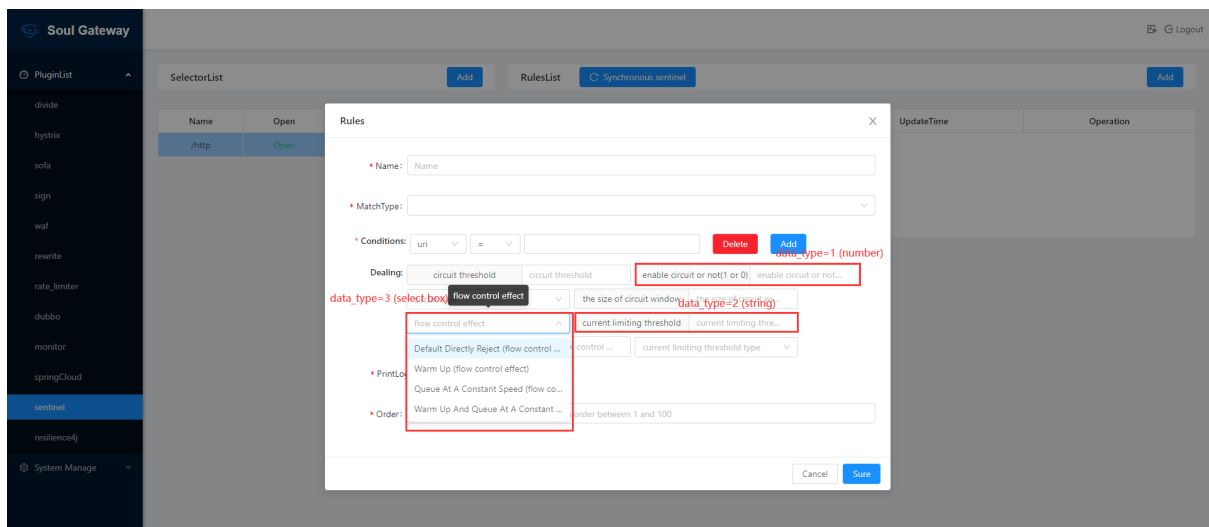 Soul Gateway
Logout
PluginList
SelectorList
Add
RulesList
Synchronous sentinel
Add
divide
hystrix
sofa
sign
waf
rewrite
rate_limiter
dubbo
monitor
springCloud
sentinel
resilience4j
System Manage
Name
Open
UpdateTime
Operation
/http
Open
Rules
* Name:
Name
* MatchType:
* Conditions:
uri
=
Delete
Add
data_type=1 (number)
Dealing:
circuit threshold
circuit threshold
enable circuit or not(1 or 0)
enable circuit or not...
data_type=3 (select box)
flow control effect
the size of circuit window
data_type=2 (string)
flow control effect
current limiting threshold
current limiting thre...
Default Directly Reject (flow control ...
control ...
current limiting threshold type
Warm Up (flow control effect)
* PrintLo
Queue At A Constant Speed (flow co...
Warm Up And Queue At A Constant ...
* Order:
order between 1 and 100
Cancel
Sure